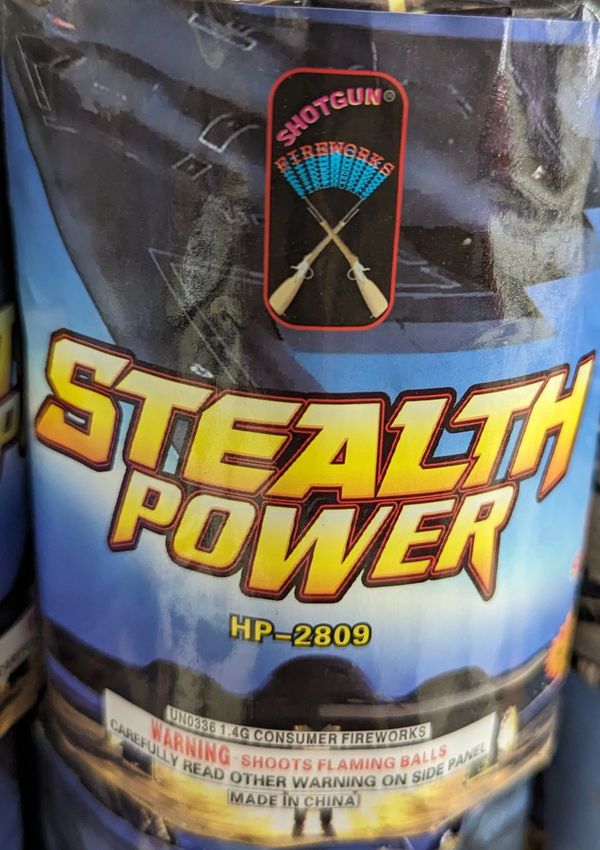 SHOTGUN®
FIREWORKS
STEALTH
POWER
HP-2809
UN0336 1.4G CONSUMER FIREWORKS
WARNING SHOOTS FLAMING BALLS
CAREFULLY READ OTHER WARNING ON SIDE PANEL
MADE IN CHINA